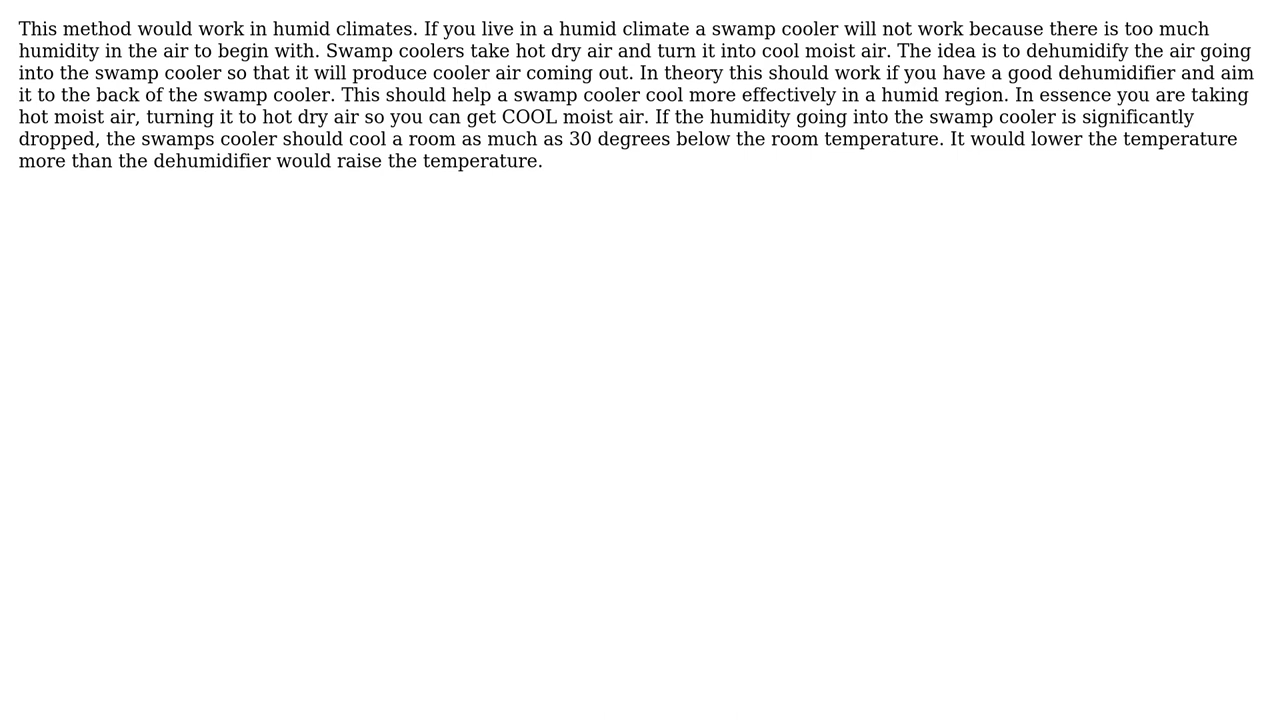 This method would work in humid climates. If you live in a humid climate a swamp cooler will not work because there is too much
humidity in the air to begin with. Swamp coolers take hot dry air and turn it into cool moist air. The idea is to dehumidify the air going
into the swamp cooler so that it will produce cooler air coming out. In theory this should work if you have a good dehumidifier and aim
it to the back of the swamp cooler. This should help a swamp cooler cool more effectively in a humid region. In essence you are taking
hot moist air, turning it to hot dry air so you can get COOL moist air. If the humidity going into the swamp cooler is significantly
dropped, the swamps cooler should cool a room as much as 30 degrees below the room temperature. It would lower the temperature
more than the dehumidifier would raise the temperature.